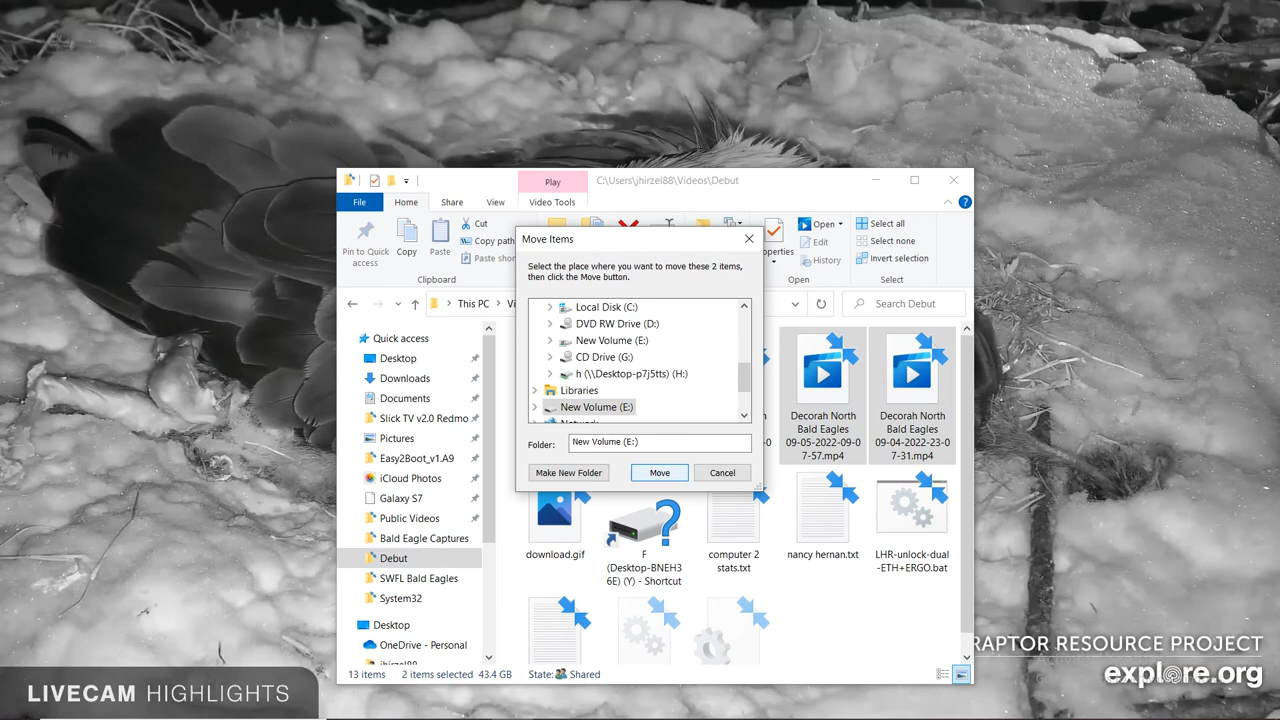 Play
C:\Users\jhirzel88\Videos\Debut
File
Home
Share
View
Video Tools
Pin to Quick
access
Copy
Paste
Cut
Copy path
Paste shor
Clipboard
Open
Edit
History
Open
Select all
Select none
Invert selection
Select
This PC
Search Debut
Move Items
Select the place where you want to move these 2 items,
then click the Move button.
Local Disk (C:)
DVD RW Drive (D:)
New Volume (E:)
CD Drive (G:)
h (\\Desktop-p7j5tts) (H:)
Libraries
New Volume (E:)
Folder:
New Volume (E:)
Make New Folder
Move
Cancel
Quick access
Desktop
Downloads
Documents
Slick TV v2.0 Redmo
Pictures
Easy2Boot_v1.A9
iCloud Photos
Galaxy S7
Public Videos
Bald Eagle Captures
Debut
SWFL Bald Eagles
System32
Desktop
OneDrive - Personal
Decorah North
Bald Eagles
09-05-2022-09-0
7-57.mp4
Decorah North
Bald Eagles
09-04-2022-23-0
7-31.mp4
download.gif
F
(Desktop-BNEH3
6E) (Y) - Shortcut
computer 2
stats.txt
nancy hernan.txt
LHR-unlock-dual
-ETH+ERGO.bat
13 items
2 items selected
43.4 GB
State:
Shared
LIVECAM HIGHLIGHTS
RAPTOR RESOURCE PROJECT
explore.org